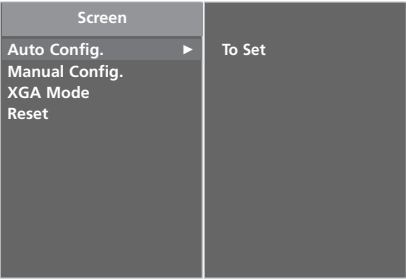 Screen
Auto Config. ► To Set
Manual Config.
XGA Mode
Reset